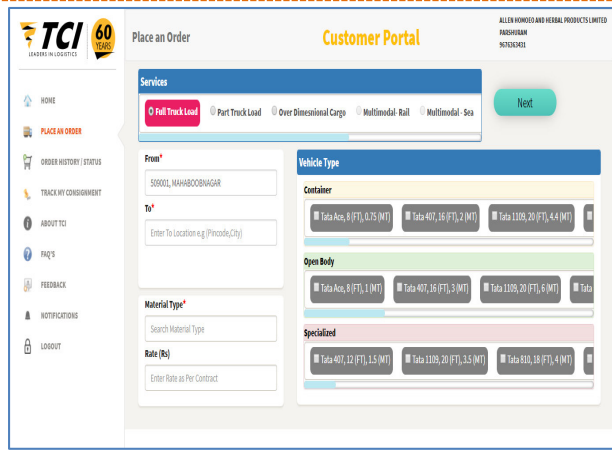 TCI 60 YEARS
LEADERS IN LOGISTICS
Place an Order
Customer Portal
ALLEN HOMOEO AND HERBAL PRODUCTS LIMITED
PARSHURAM
9676363431
HOME
PLACE AN ORDER
ORDER HISTORY / STATUS
TRACK MY CONSIGNMENT
ABOUT TCI
FAQ'S
FEEDBACK
NOTIFICATIONS
LOGOUT
Services
Full Truck Load Part Truck Load Over Dimesnional Cargo Multimodal- Rail Multimodal - Sea
Next
From*
509001, MAHABOOBNAGAR
To*
Enter To Location e.g (Pincode,City)
Material Type*
Search Material Type
Rate (Rs)
Enter Rate as Per Contract
Vehicle Type
Container
Tata Ace, 8 (FT), 0.75 (MT) Tata 407, 16 (FT), 2 (MT) Tata 1109, 20 (FT), 4.4 (MT)
Open Body
Tata Ace, 8 (FT), 1 (MT) Tata 407, 16 (FT), 3 (MT) Tata 1109, 20 (FT), 6 (MT) Tata
Specialized
Tata 407, 12 (FT), 1.5 (MT) Tata 1109, 20 (FT), 3.5 (MT) Tata 810, 18 (FT), 4 (MT)